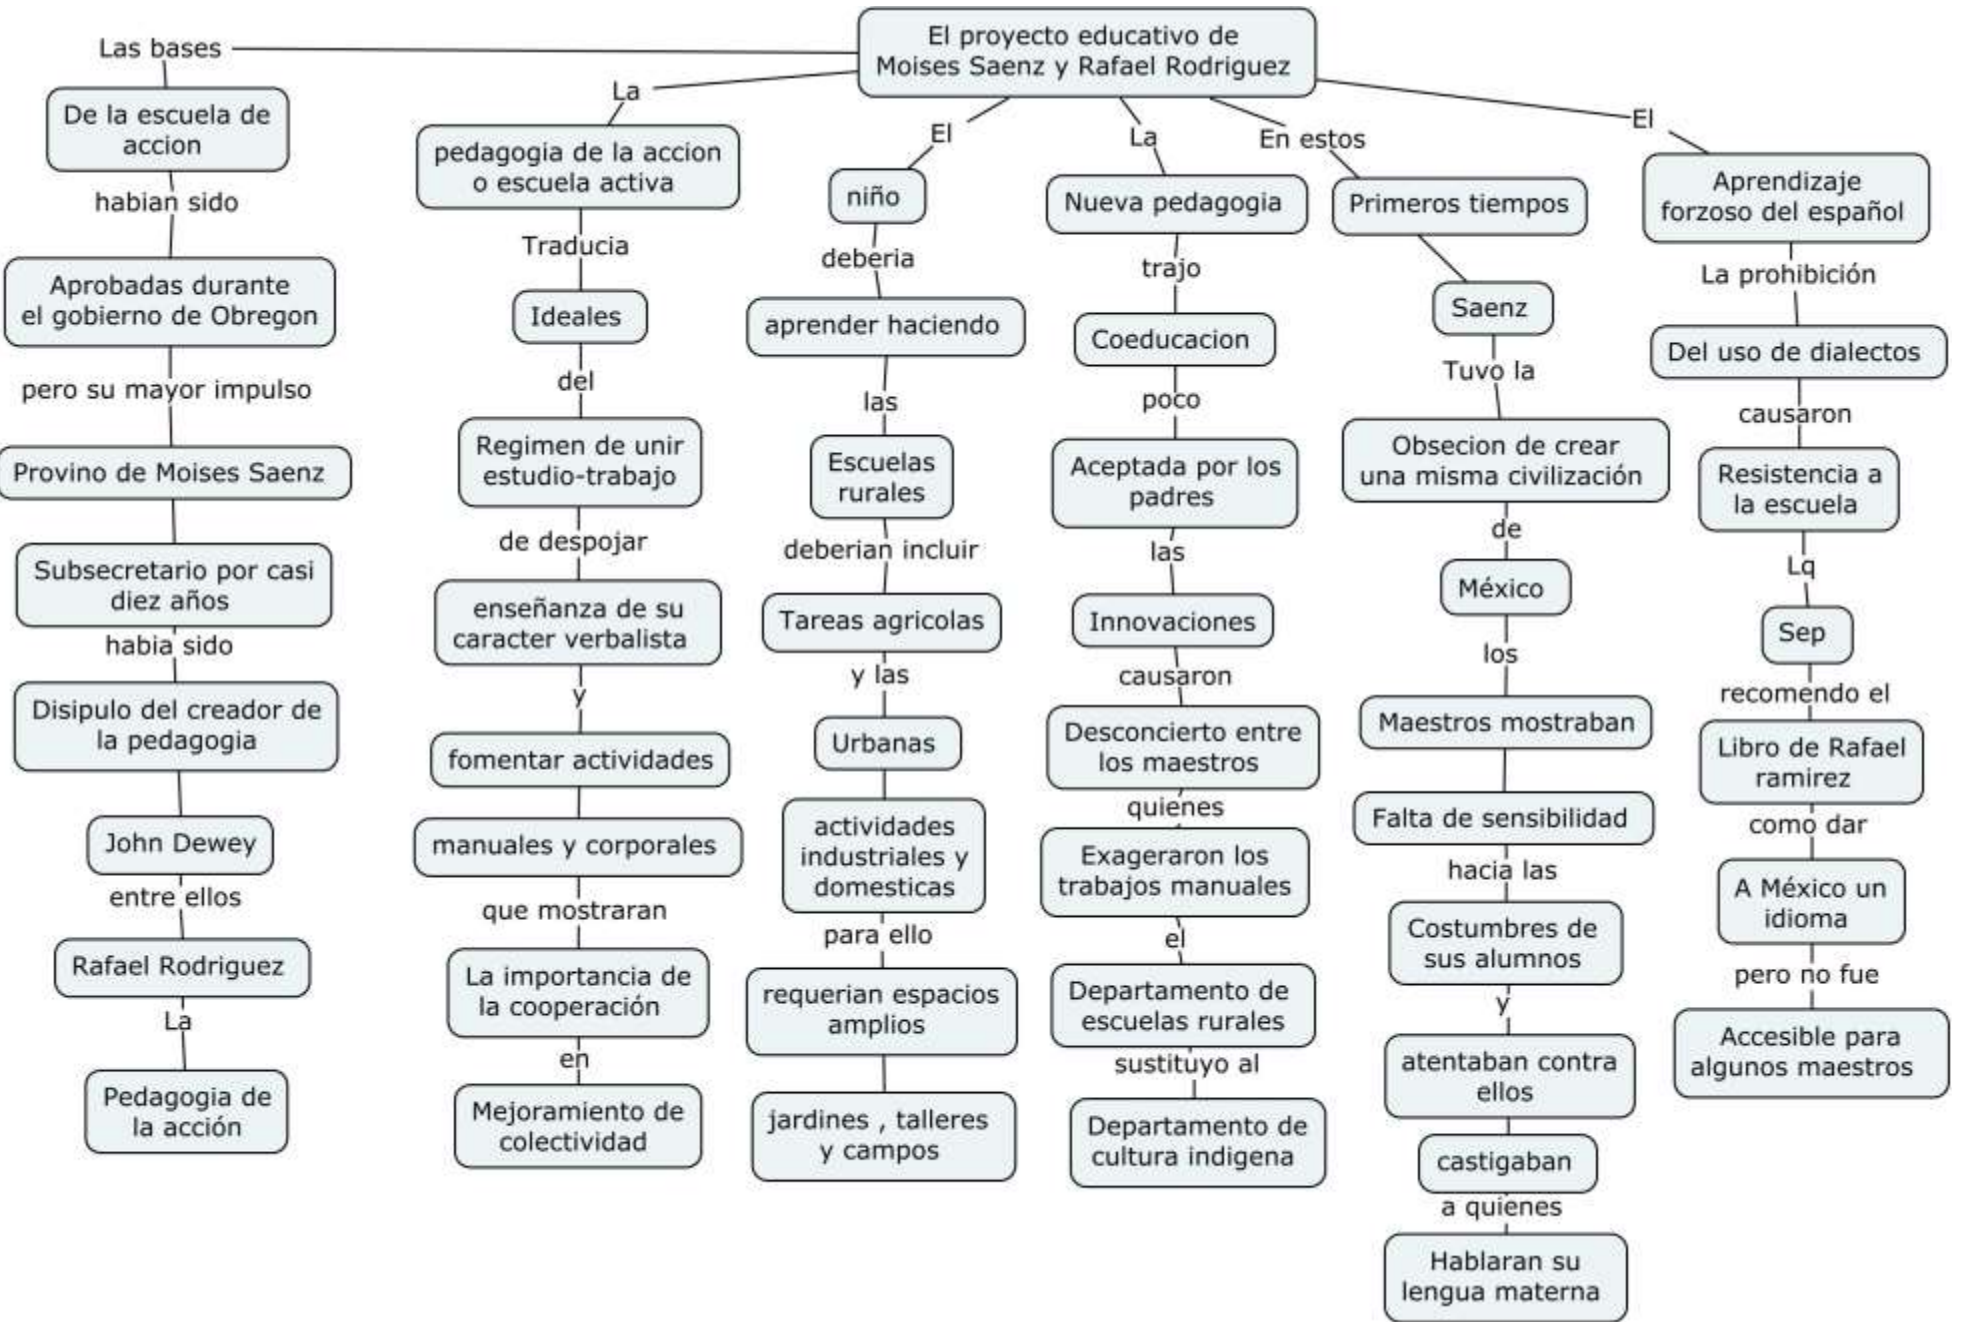 El proyecto educativo de
Moises Saenz y Rafael Rodriguez
Las bases
De la escuela de
accion
habian sido
Aprobadas durante
el gobierno de Obregon
pero su mayor impulso
Provino de Moises Saenz
Subsecretario por casi
diez años
habia sido
Disipulo del creador de
la pedagogia
John Dewey
entre ellos
Rafael Rodriguez
La
Pedagogia de
la acción
La
pedagogia de la accion
o escuela activa
Traducia
Ideales
del
Regimen de unir
estudio-trabajo
de despojar
enseñanza de su
caracter verbalista
y
fomentar actividades
manuales y corporales
que mostraran
La importancia de
la cooperación
en
Mejoramiento de
colectividad
El
niño
deberia
aprender haciendo
las
Escuelas
rurales
deberian incluir
Tareas agricolas
y las
Urbanas
actividades
industriales y
domesticas
para ello
requerian espacios
amplios
jardines , talleres
y campos
La
Nueva pedagogia
trajo
Coeducacion
poco
Aceptada por los
padres
las
Innovaciones
causaron
Desconcierto entre
los maestros
quienes
Exageraron los
trabajos manuales
el
Departamento de
escuelas rurales
sustituyo al
Departamento de
cultura indigena
En estos
Primeros tiempos
Saenz
Tuvo la
Obsecion de crear
una misma civilización
de
México
los
Maestros mostraban
Falta de sensibilidad
hacia las
Costumbres de
sus alumnos
y
atentaban contra
ellos
castigaban
a quienes
Hablaran su
lengua materna
El
Aprendizaje
forzoso del español
La prohibición
Del uso de dialectos
causaron
Resistencia a
la escuela
Lq
Sep
recomendo el
Libro de Rafael
ramirez
como dar
A México un
idioma
pero no fue
Accesible para
algunos maestros